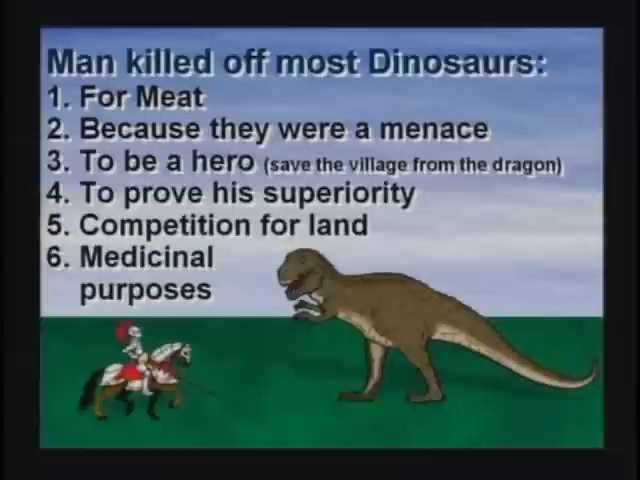 Man killed off most Dinosaurs:
1. For Meat
2. Because they were a menace
3. To be a hero (save the village from the dragon)
4. To prove his superiority
5. Competition for land
6. Medicinal
purposes